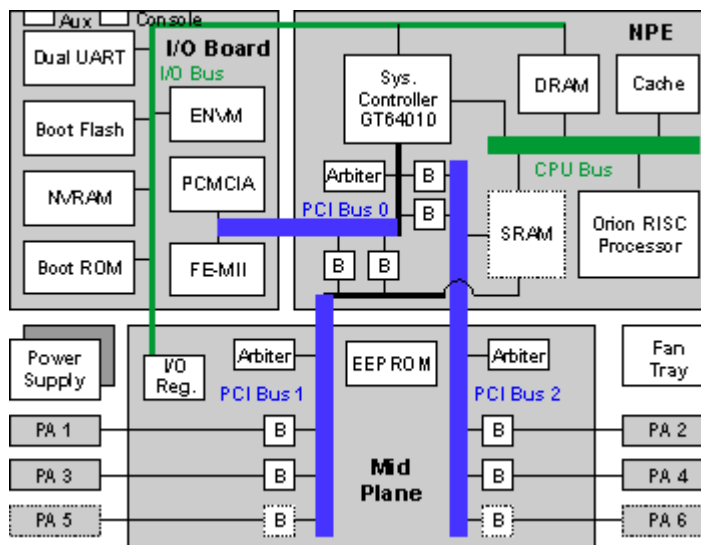 Aux
Console
I/O Board
NPE
Dual UART
I/O Bus
Sys.
Controller
GT64010
DRAM
Cache
Boot Flash
ENVM
CPU Bus
Arbiter
B
NVRAM
PCMCIA
PCI Bus 0
B
SRAM
Orion RISC
Processor
Boot ROM
FE-MII
B
B
Power
Supply
I/O
Reg.
Arbiter
EEPROM
Arbiter
Fan
Tray
PCI Bus 1
PCI Bus 2
PA 1
B
B
PA 2
PA 3
B
Mid
Plane
B
PA 4
PA 5
B
B
PA 6